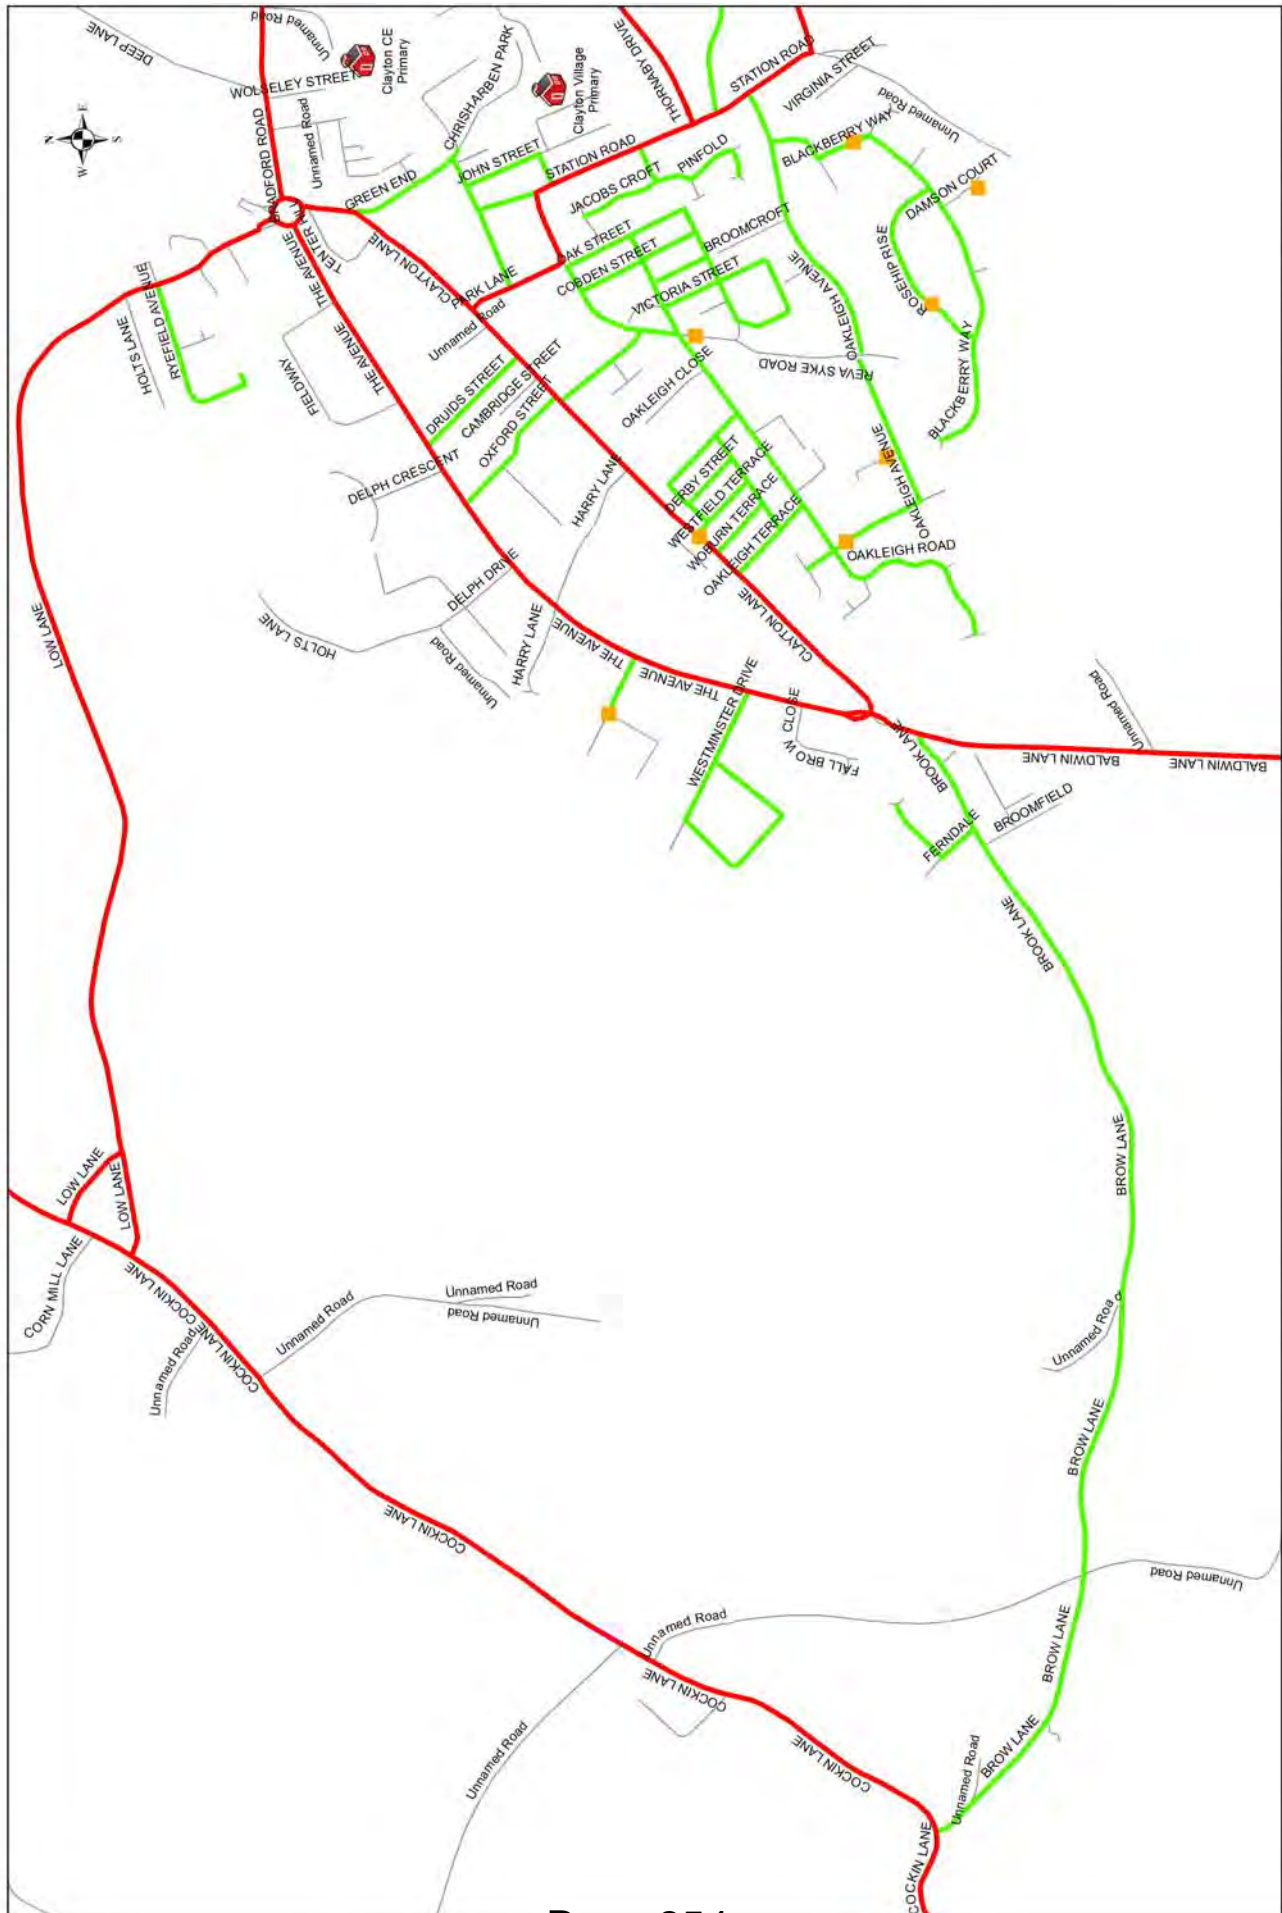 DEEP LANE
Unnamed Road
Unnamed Road
WOLSELEY STREET
Clayton CE
Primary
BRADFORD ROAD
Unnamed Road
CHRISHARBEN PARK
Clayton Village
Primary
THORNABY DRIVE
STATION ROAD
VIRGINIA STREET
Unnamed Road
N
E
S
W
GREEN END
JOHN STREET
STATION ROAD
JACOBS CROFT
PINFOLD
BLACKBERRY WAY
DAMSON COURT
TENTER HILL
THE AVENUE
THE AVENUE
CLAYTON LANE
PARK LANE
OAK STREET
COBDEN STREET
BROOMCROFT
VICTORIA STREET
OAKLEIGH AVENUE
OAKLEIGH AVENUE
ROSEHIP RISE
HOLTS LANE
RYEFIELD AVENUE
FIELDWAY
Unnamed Road
DRUIDS STREET
CAMBRIDGE STREET
OXFORD STREET
OAKLEIGH CLOSE
REVA SYKE ROAD
BLACKBERRY WAY
DELPH CRESCENT
HARRY LANE
DERBY STREET
WESTFIELD TERRACE
WOBURN TERRACE
OAKLEIGH TERRACE
OAKLEIGH AVENUE
OAKLEIGH AVENUE
OAKLEIGH ROAD
LOW LANE
HOLTS LANE
DELPH DRIVE
Unnamed Road
HARRY LANE
THE AVENUE
THE AVENUE
CLAYTON LANE
WESTMINSTER DRIVE
FALL BROW CLOSE
BROOK LANE
BALDWIN LANE
BALDWIN LANE
Unnamed Road
FERNDALE
BROOMFIELD
BROOK LANE
BROW LANE
LOW LANE
LOW LANE
CORN MILL LANE
COCKIN LANE
COCKIN LANE
Unnamed Road
Unnamed Road
Unnamed Road
Unnamed Road
Unnamed Road
BROW LANE
COCKIN LANE
Unnamed Road
Unnamed Road
COCKIN LANE
BROW LANE
Unnamed Road
COCKIN LANE
BROW LANE
Unnamed Road
COCKIN LANE